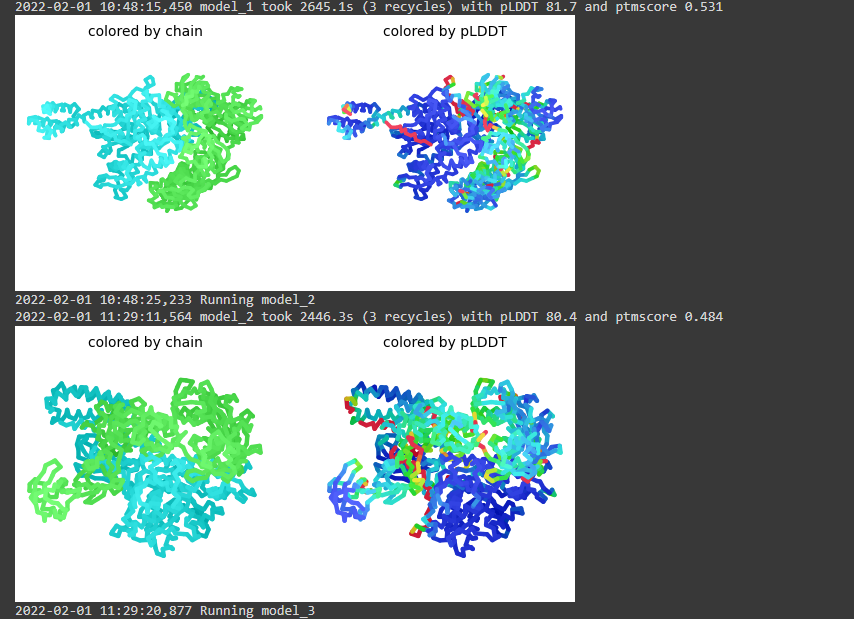 2022-02-01 10:48:15,450 model_1 took 2645.1s (3 recycles) with pLDDT 81.7 and ptmscore 0.531
colored by chain colored by pLDDT
2022-02-01 10:48:25,233 Running model_2
2022-02-01 11:29:11,564 model_2 took 2446.3s (3 recycles) with pLDDT 80.4 and ptmscore 0.484
colored by chain colored by pLDDT
2022-02-01 11:29:20,877 Running model_3